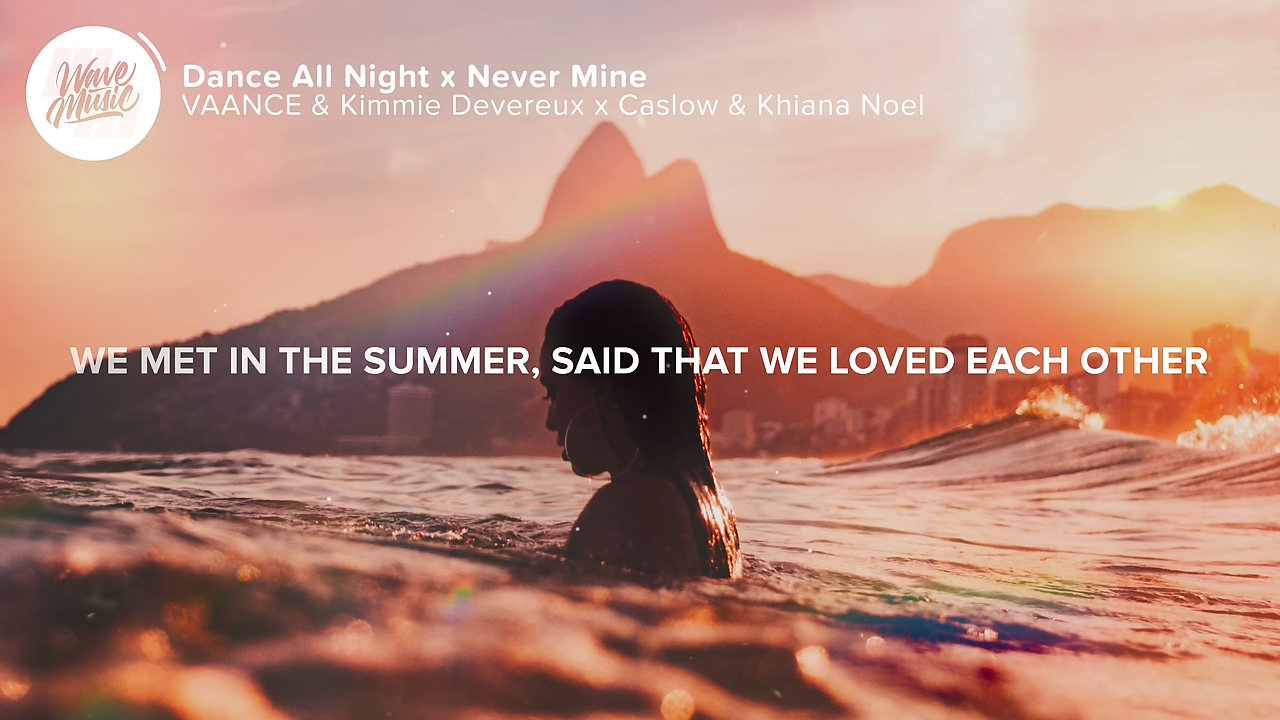 Wave
Music
Dance All Night x Never Mine
VAANCE & Kimmie Devereux x Caslow & Khiana Noel
WE MET IN THE SUMMER, SAID THAT WE LOVED EACH OTHER